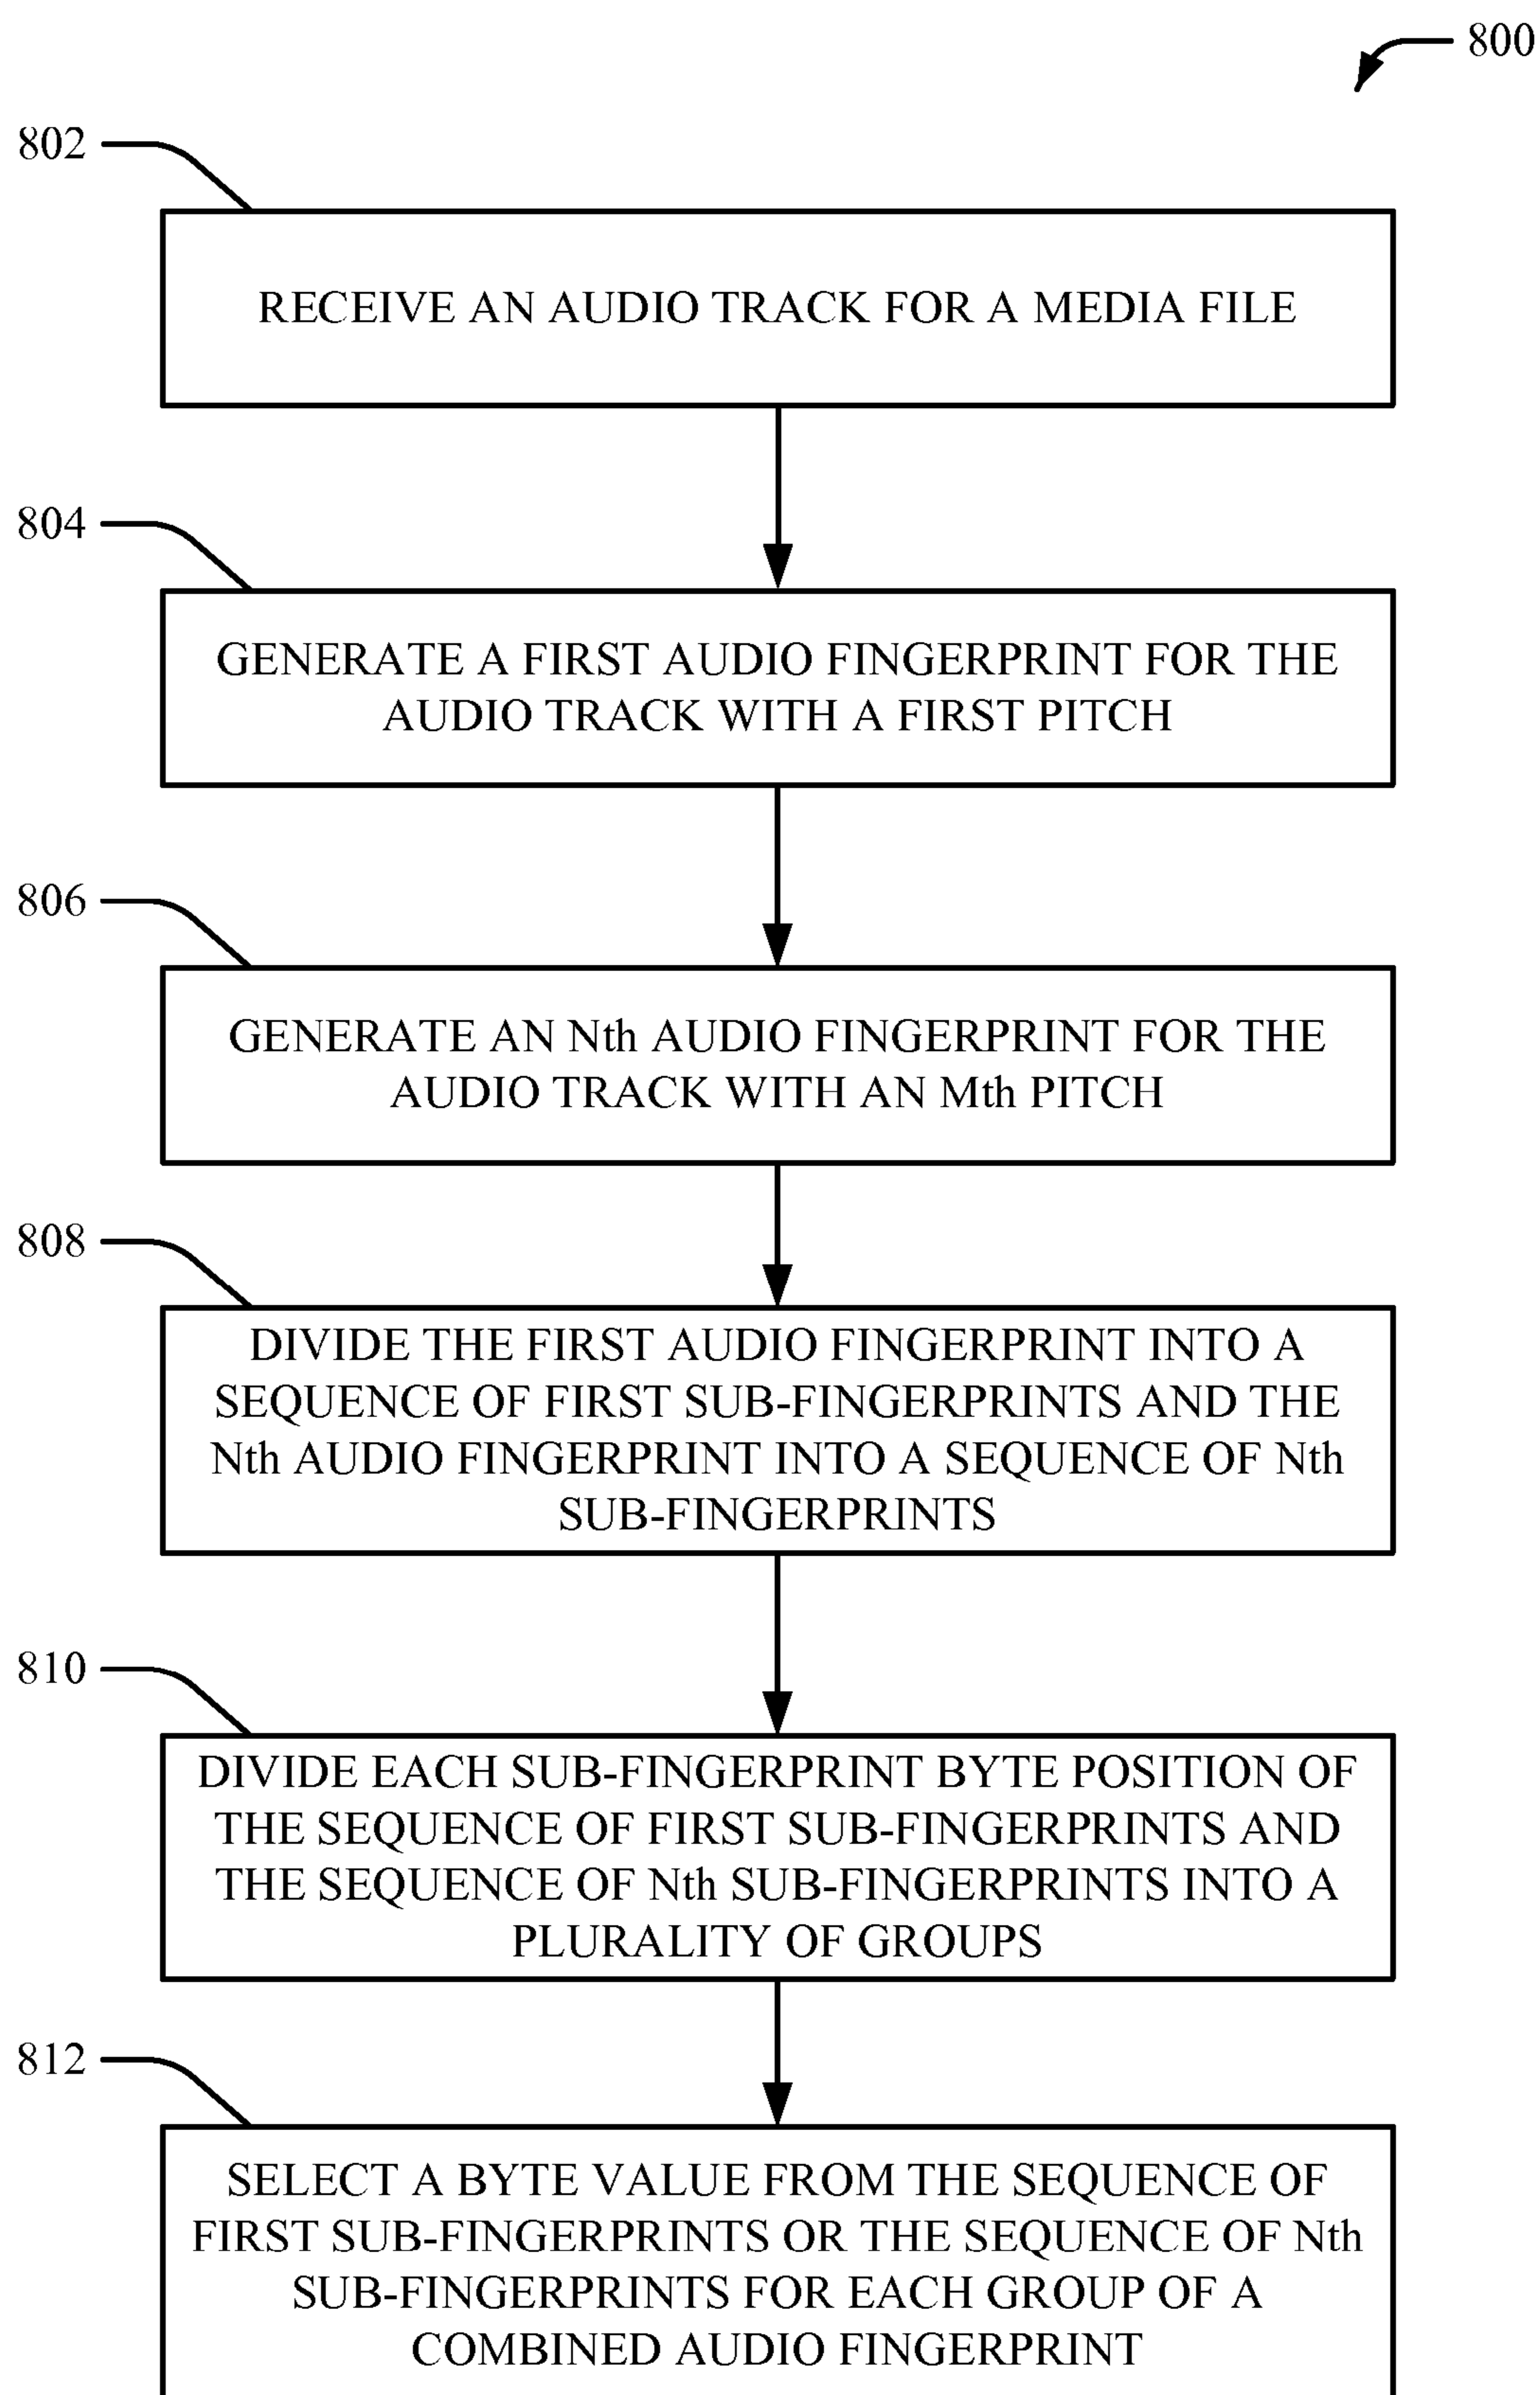 800
802
RECEIVE AN AUDIO TRACK FOR A MEDIA FILE
804
GENERATE A FIRST AUDIO FINGERPRINT FOR THE
AUDIO TRACK WITH A FIRST PITCH
806
GENERATE AN Nth AUDIO FINGERPRINT FOR THE
AUDIO TRACK WITH AN Mth PITCH
808
DIVIDE THE FIRST AUDIO FINGERPRINT INTO A
SEQUENCE OF FIRST SUB-FINGERPRINTS AND THE
Nth AUDIO FINGERPRINT INTO A SEQUENCE OF Nth
SUB-FINGERPRINTS
810
DIVIDE EACH SUB-FINGERPRINT BYTE POSITION OF
THE SEQUENCE OF FIRST SUB-FINGERPRINTS AND
THE SEQUENCE OF Nth SUB-FINGERPRINTS INTO A
PLURALITY OF GROUPS
812
SELECT A BYTE VALUE FROM THE SEQUENCE OF
FIRST SUB-FINGERPRINTS OR THE SEQUENCE OF Nth
SUB-FINGERPRINTS FOR EACH GROUP OF A
COMBINED AUDIO FINGERPRINT